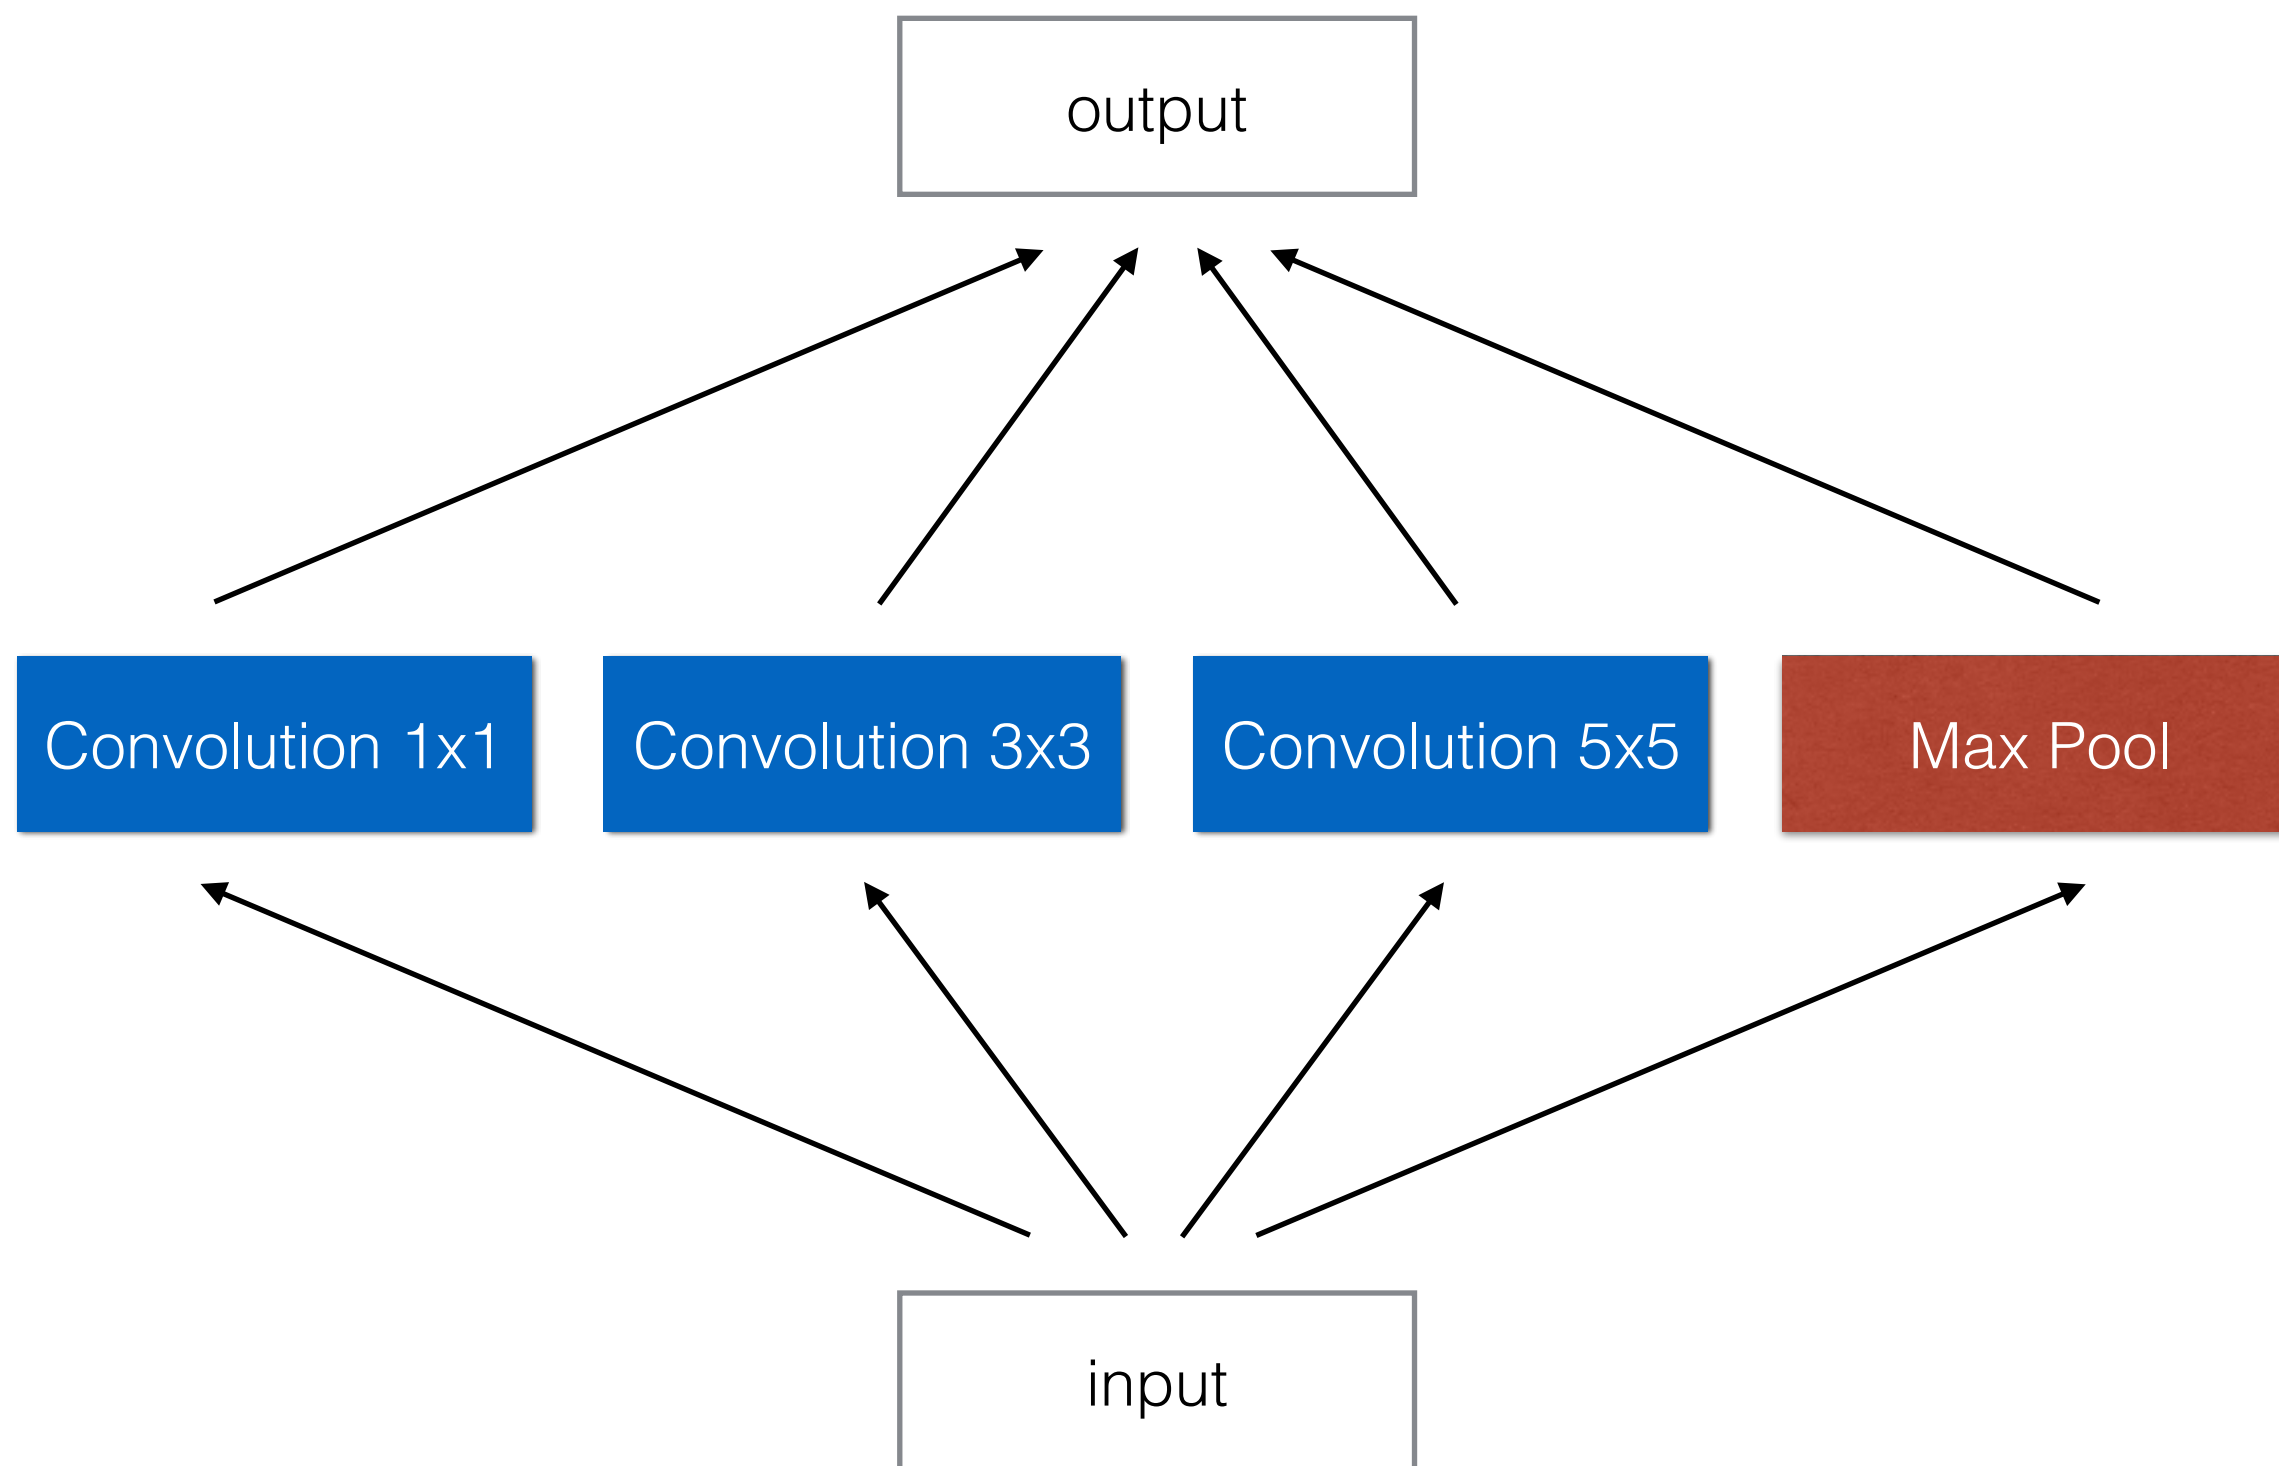 output
Convolution 1x1
Convolution 3x3
Convolution 5x5
Max Pool
input